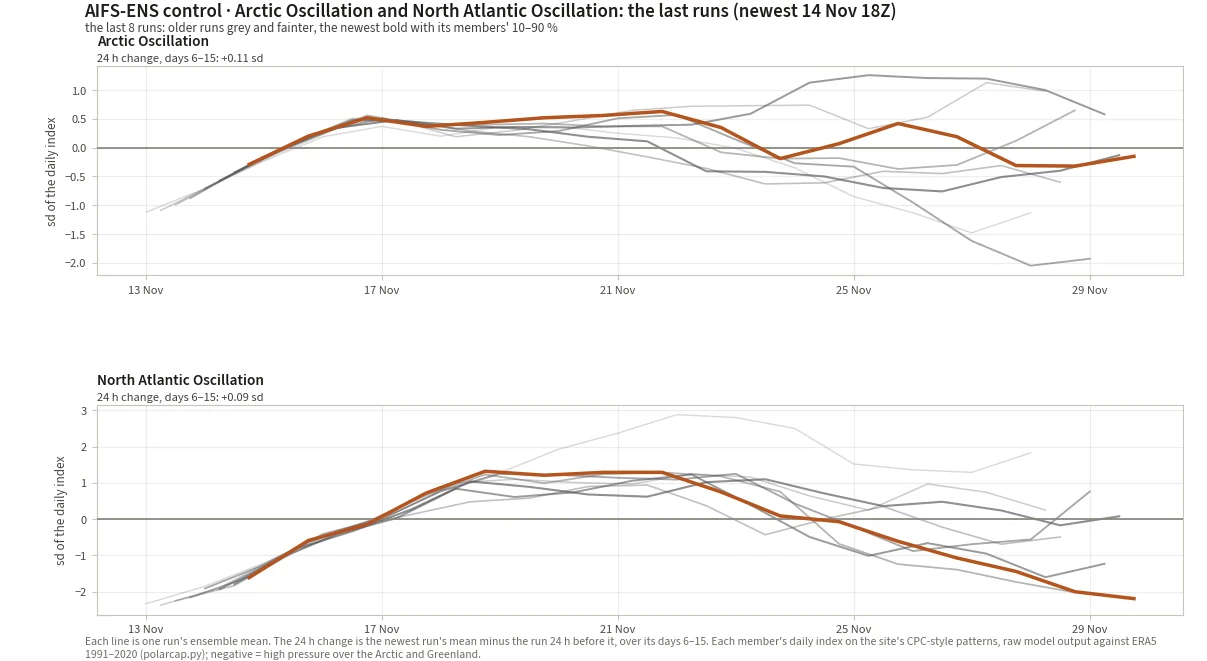 AIFS-ENS control · Arctic Oscillation and North Atlantic Oscillation: the last runs (newest 14 Nov 18Z)
the last 8 runs: older runs grey and fainter, the newest bold with its members' 10–90 %
Arctic Oscillation
24 h change, days 6–15: +0.11 sd
sd of the daily index
1.0
0.5
0.0
−0.5
−1.0
−1.5
−2.0
13 Nov 17 Nov 21 Nov 25 Nov 29 Nov
North Atlantic Oscillation
24 h change, days 6–15: +0.09 sd
sd of the daily index
3
2
1
0
−1
−2
13 Nov 17 Nov 21 Nov 25 Nov 29 Nov
Each line is one run's ensemble mean. The 24 h change is the newest run's mean minus the run 24 h before it, over its days 6–15. Each member's daily index on the site's CPC-style patterns, raw model output against ERA5
1991–2020 (polarcap.py); negative = high pressure over the Arctic and Greenland.